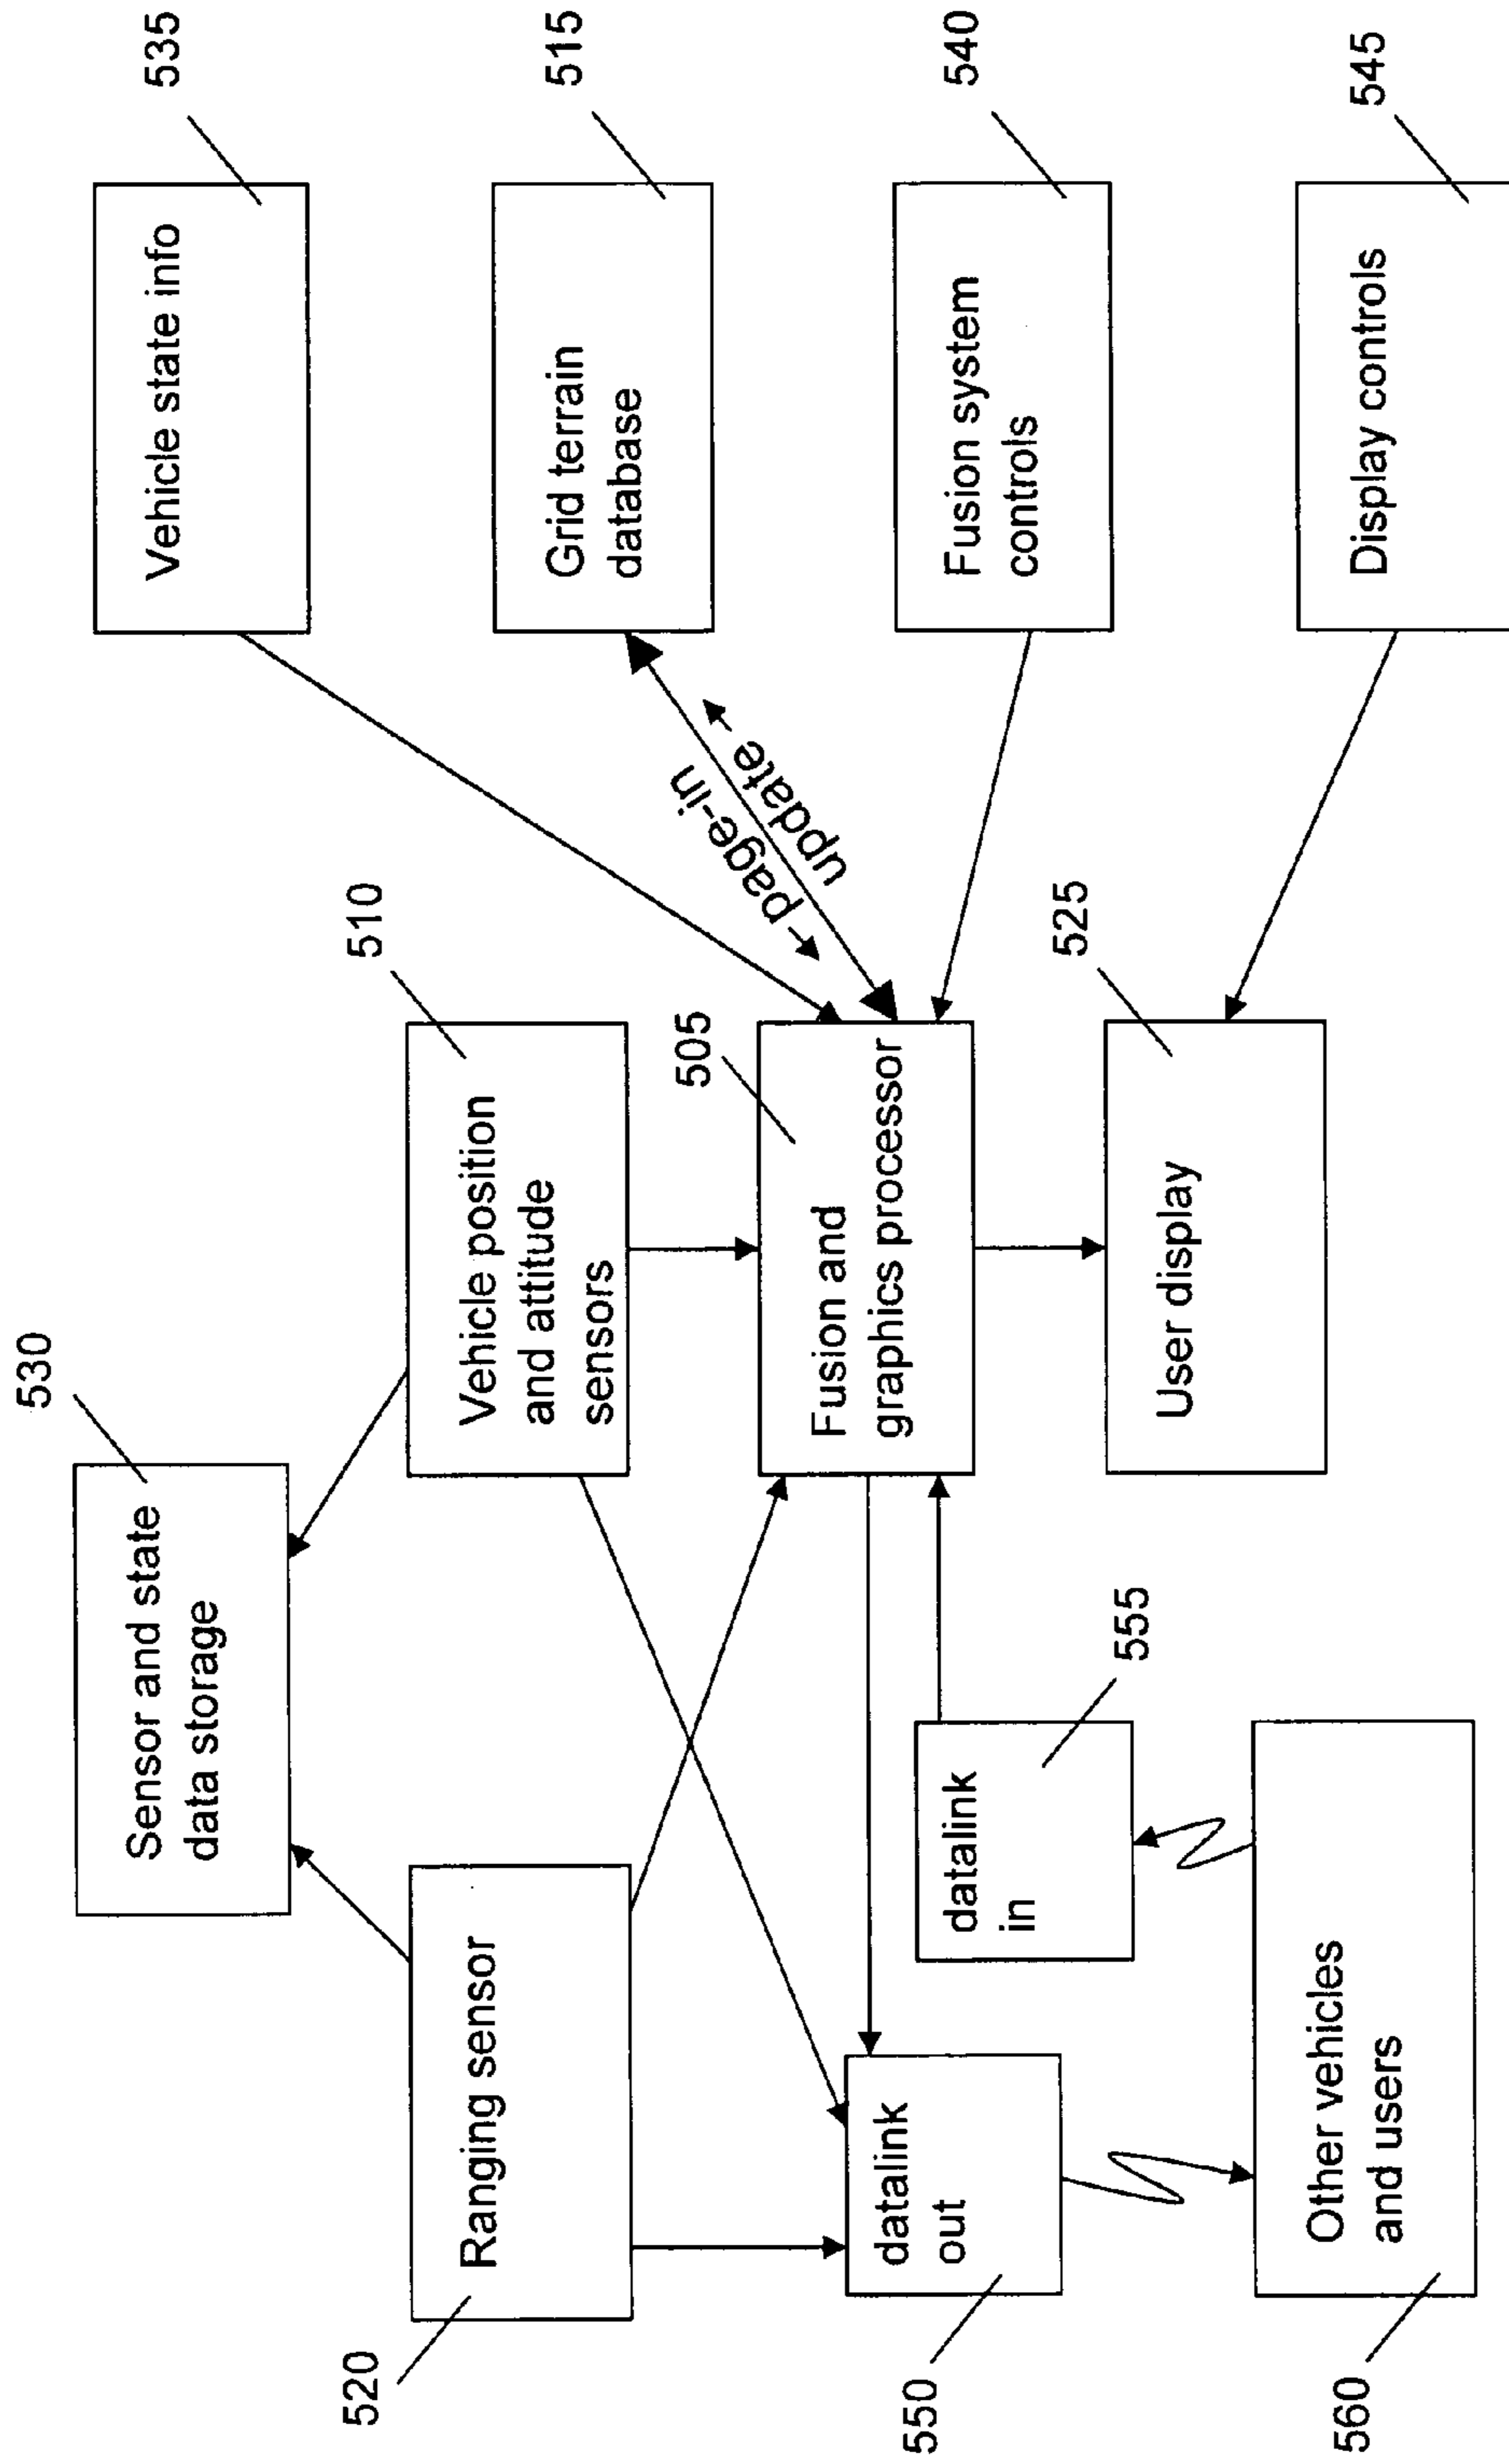 530
Sensor and state
data storage
535
Vehicle state info
520
Ranging sensor
510
Vehicle position
and attitude
sensors
515
Grid terrain
database
page-in
update
505
Fusion and
graphics processor
550
datalink
out
555
datalink
in
540
Fusion system
controls
525
User display
560
Other vehicles
and users
545
Display controls